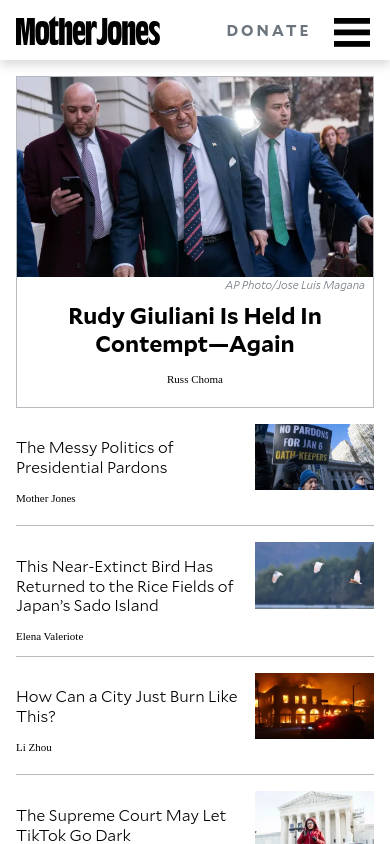 Mother Jones
DONATE
AP Photo/Jose Luis Magana
Rudy Giuliani Is Held In
Contempt—Again
Russ Choma
The Messy Politics of
Presidential Pardons
Mother Jones
NO PARDONS
FOR JAN 6
OATH KEEPERS
This Near-Extinct Bird Has
Returned to the Rice Fields of
Japan’s Sado Island
Elena Valeriote
How Can a City Just Burn Like
This?
Li Zhou
The Supreme Court May Let
TikTok Go Dark